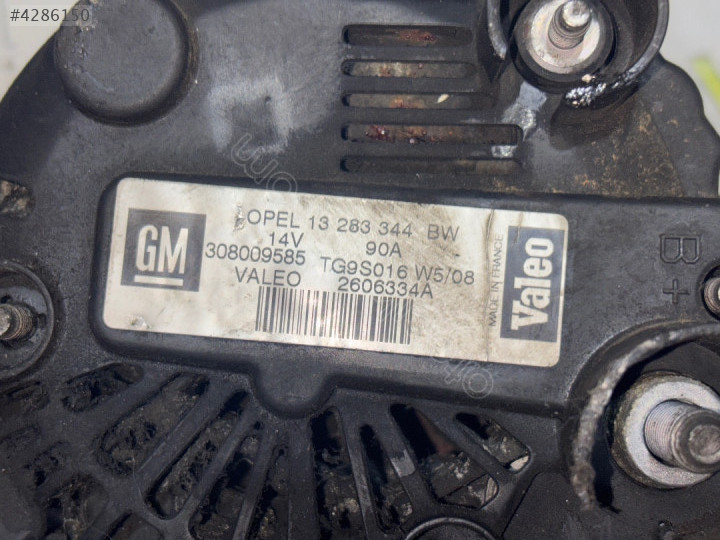 #4286150
GM
OPEL 13 283 344 BW
14V 90A
308009585 TG9S016 W5/08
VALEO 2606334A
MADE IN FRANCE
Valeo
B+